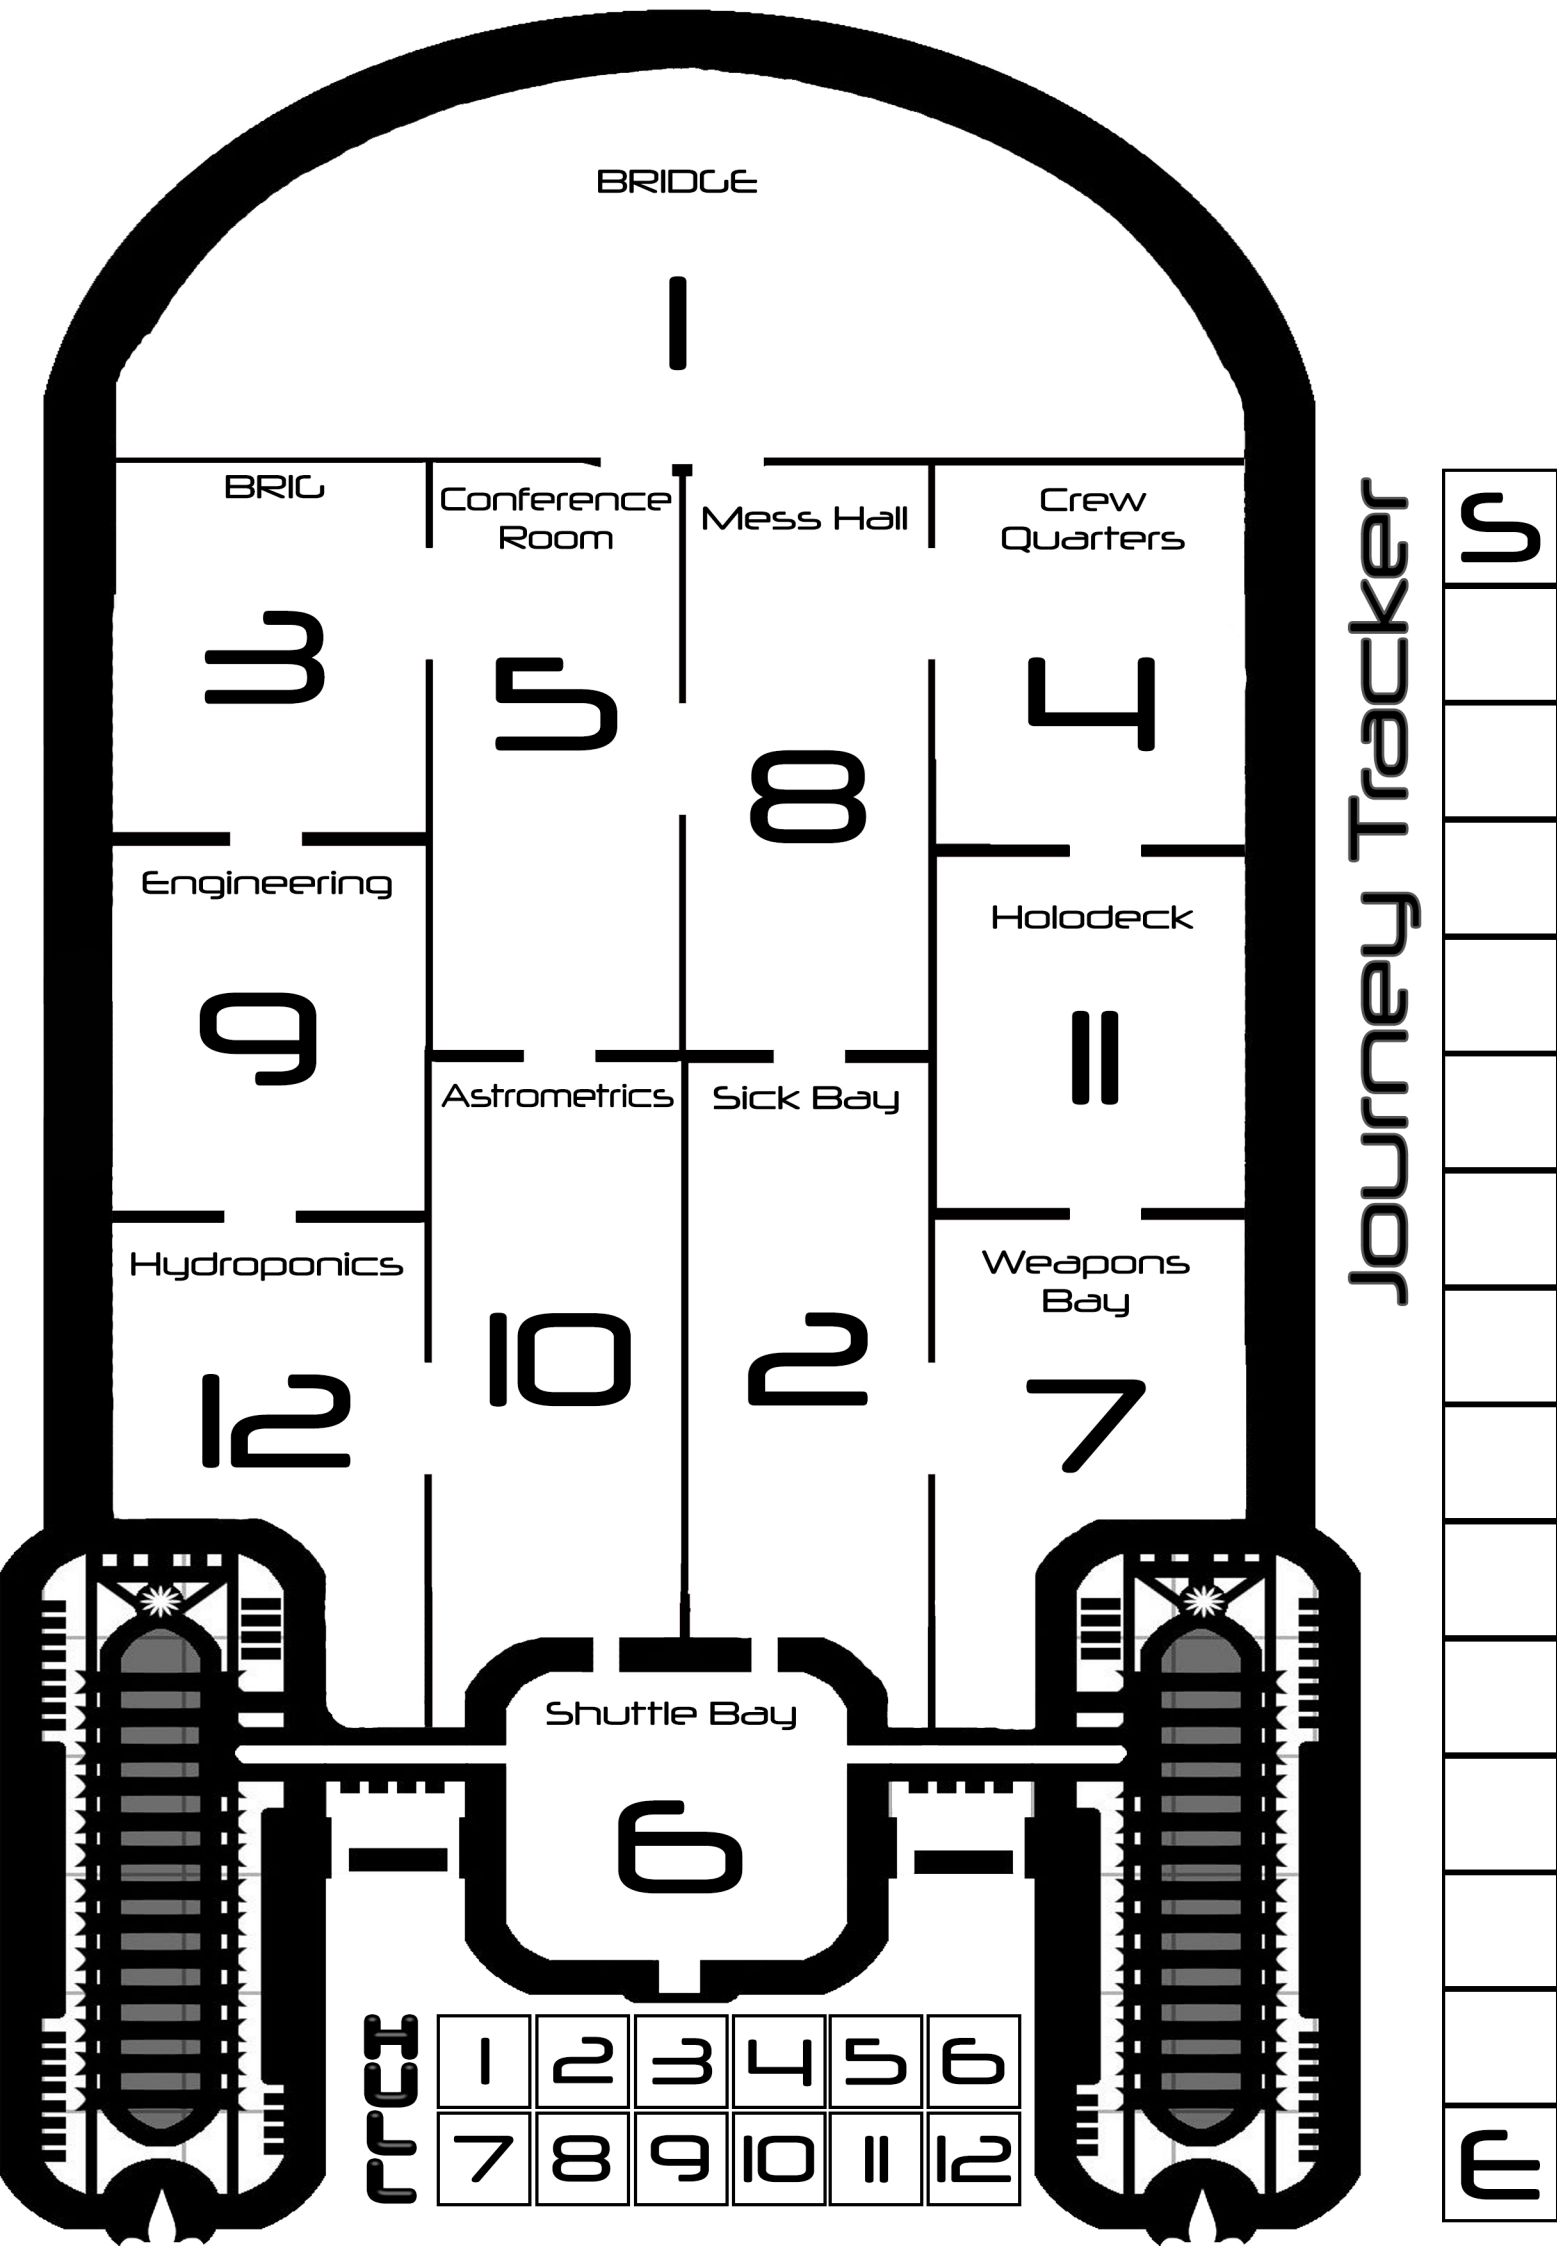 BRIDGE
1
BRIG
3
Conference
Room
5
Mess Hall
8
Crew
Quarters
4
Engineering
9
Holodeck
11
Astrometrics
10
Sick Bay
2
Hydroponics
12
Weapons
Bay
7
Shuttle Bay
6
HULL
1 2 3 4 5 6
7 8 9 10 11 12
Journey Tracker
S
E